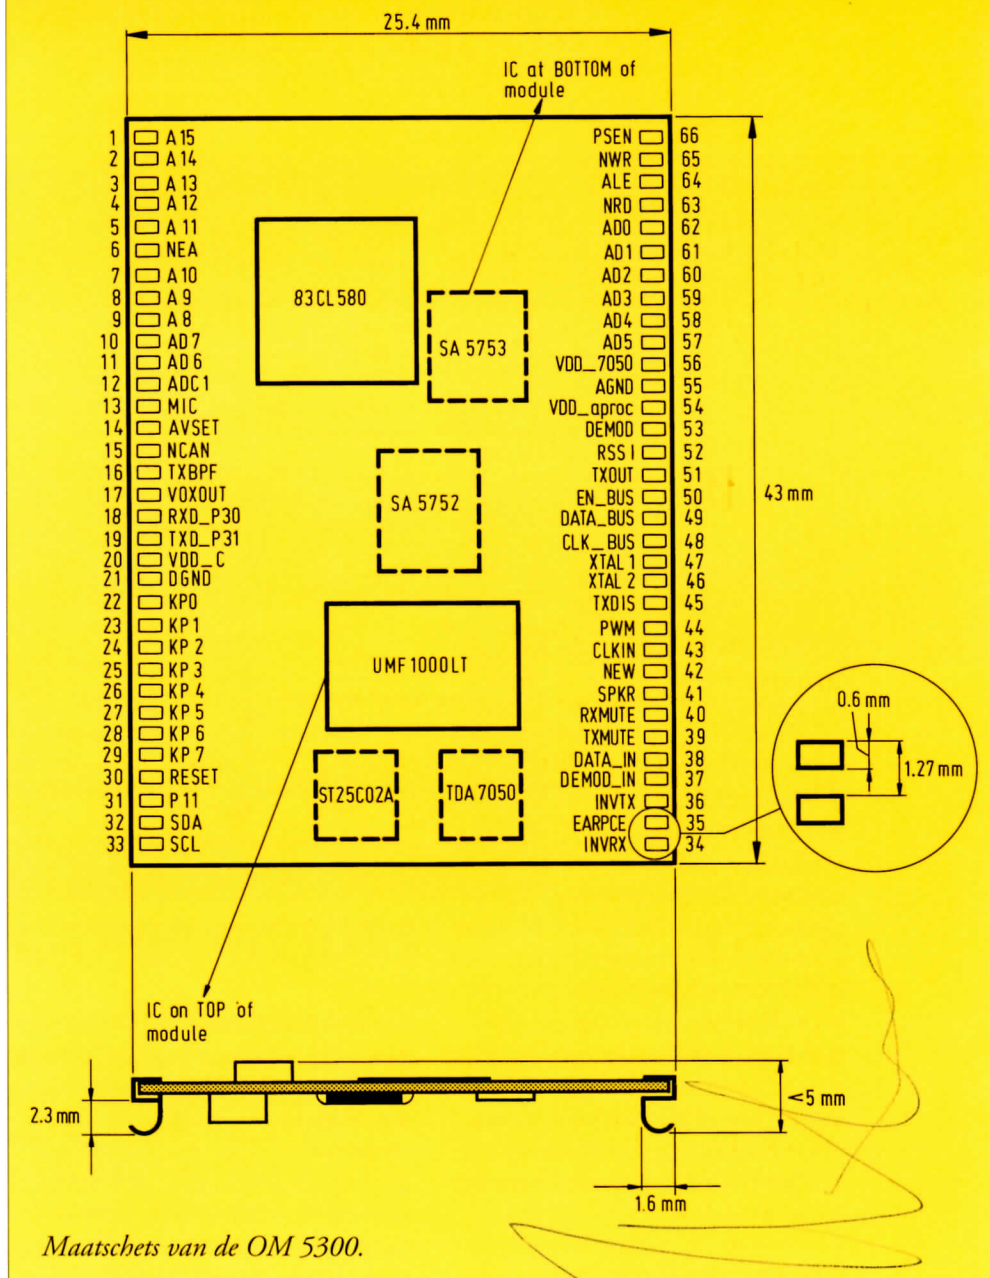 25.4 mm
IC at BOTTOM of
module
1 A15
2 A14
3 A13
4 A12
5 A11
6 NEA
7 A10
8 A9
9 A8
10 AD7
11 AD6
12 ADC1
13 MIC
14 AVSET
15 NCAN
16 TXBPF
17 VOXOUT
18 RXD_P30
19 TXD_P31
20 VDD_C
21 DGND
22 KP0
23 KP1
24 KP2
25 KP3
26 KP4
27 KP5
28 KP6
29 KP7
30 RESET
31 P11
32 SDA
33 SCL
83CL580
SA 5753
SA 5752
UMF1000LT
ST25C02A
TDA7050
PSEN 66
NWR 65
ALE 64
NRD 63
AD0 62
AD1 61
AD2 60
AD3 59
AD4 58
AD5 57
VDD_7050 56
AGND 55
VDD_aproc 54
DEMOD 53
RSSI 52
TXOUT 51
EN_BUS 50
DATA_BUS 49
CLK_BUS 48
XTAL1 47
XTAL2 46
TXDIS 45
PWM 44
CLKIN 43
NEW 42
SPKR 41
RXMUTE 40
TXMUTE 39
DATA_IN 38
DEMOD_IN 37
INVTX 36
EARPCE 35
INVRX 34
43 mm
0.6 mm
1.27 mm
IC on TOP of
module
2.3 mm
<5 mm
1.6 mm
Maatschets van de OM 5300.